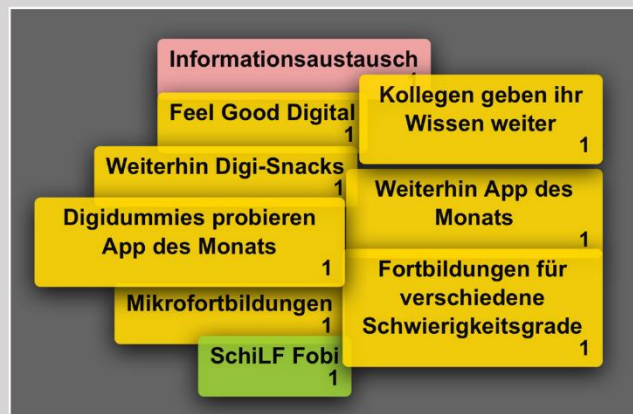 Informationsaustausch
1
Feel Good Digital
1
Kollegen geben ihr
Wissen weiter
1
Weiterhin Digi-Snacks
1
Weiterhin App des
Monats
1
Digidummies probieren
App des Monats
1
Fortbildungen für
verschiedene
Schwierigkeitsgrade
1
Mikrofortbildungen
1
SchiLF Fobi
1